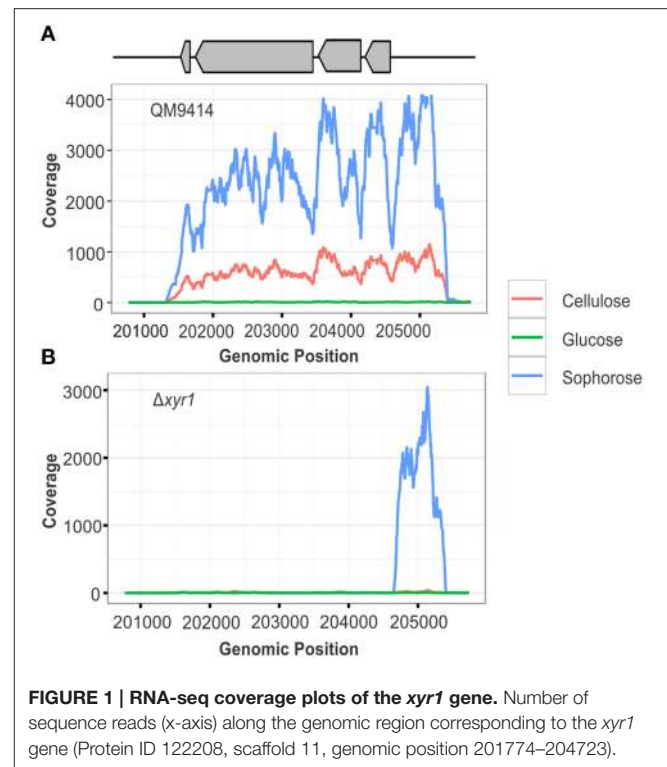 A
QM9414
4000
3000
2000
1000
0
Coverage
201000 202000 203000 204000 205000
Genomic Position
Cellulose
Glucose
Sophorose
B
Δxyr1
3000
2000
1000
0
Coverage
201000 202000 203000 204000 205000
Genomic Position
FIGURE 1 | RNA-seq coverage plots of the xyr1 gene. Number of
sequence reads (x-axis) along the genomic region corresponding to the xyr1
gene (Protein ID 122208, scaffold 11, genomic position 201774–204723).